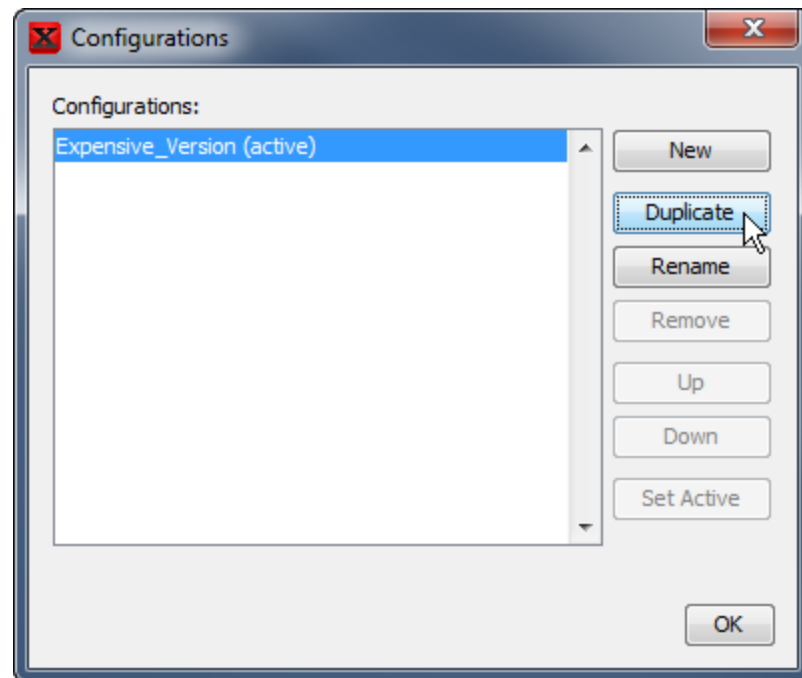 Configurations
Configurations:
Expensive_Version (active)
New
Duplicate
Rename
Remove
Up
Down
Set Active
OK